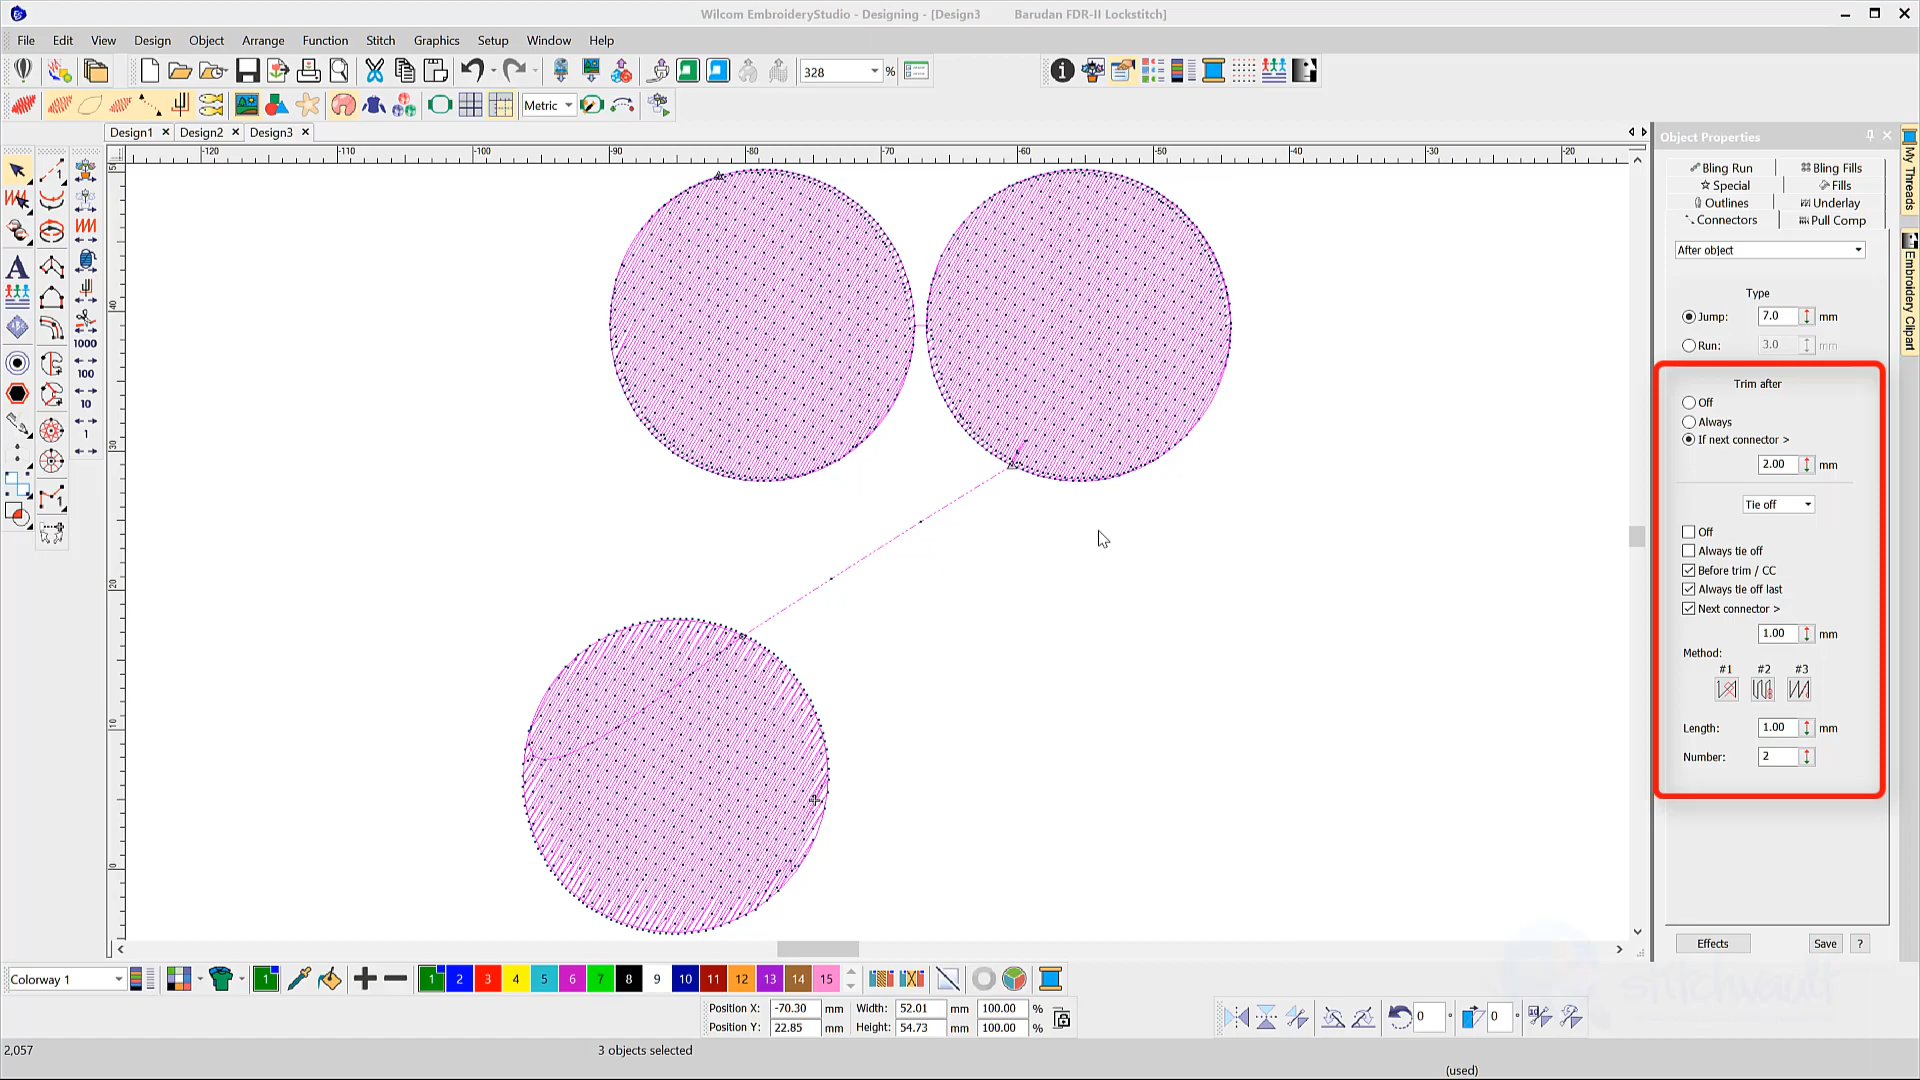 Wilcom EmbroideryStudio - Designing - [Design3 Barudan FDR-II Lockstitch]
File Edit View Design Object Arrange Function Stitch Graphics Setup Window Help
328 %
Metric
Design1 Design2 Design3
-120 -110 -100 -90 -80 -70 -60 -50 -40 -30 -20
50
40
30
20
10
0
1000
100
10
1
Object Properties
Bling Run Bling Fills
Special Fills
Outlines Underlay
Connectors Pull Comp
After object
Type
Jump: 7.0 mm
Run: 3.0 mm
Trim after
Off
Always
If next connector >
2.00 mm
Tie off
Off
Always tie off
Before trim / CC
Always tie off last
Next connector >
1.00 mm
Method:
#1 #2 #3
Length: 1.00 mm
Number: 2
Effects Save ?
My Threads
Embroidery Clipart
Colorway 1
1 1 2 3 4 5 6 7 8 9 10 11 12 13 14 15
Position X: -70.30 mm Width: 52.01 mm 100.00 %
Position Y: 22.85 mm Height: 54.73 mm 100.00 %
0 ° 0 °
2,057 3 objects selected
(used)